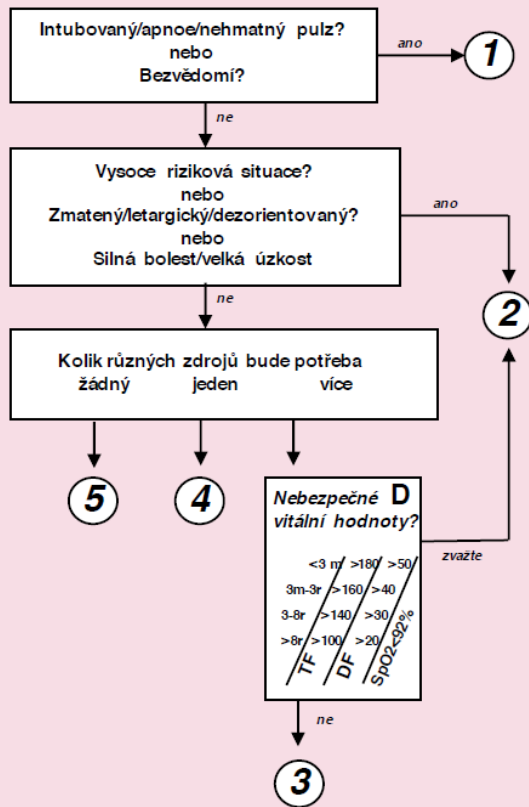 Intubovaný/apnoe/nehmatný pulz?
nebo
Bezvědomí?
ano
1
ne
Vysoce riziková situace?
nebo
Zmatený/letargický/dezorientovaný?
nebo
Silná bolest/velká úzkost
ano
2
ne
Kolik různých zdrojů bude potřeba
žádný jeden více
5
4
Nebezpečné D
vitální hodnoty?
<3 m >180 >50
3m-3r >160 >40
3-8r >140 >30
>8r >100 >20
TF DF SpO2<92%
zvažte
ne
3